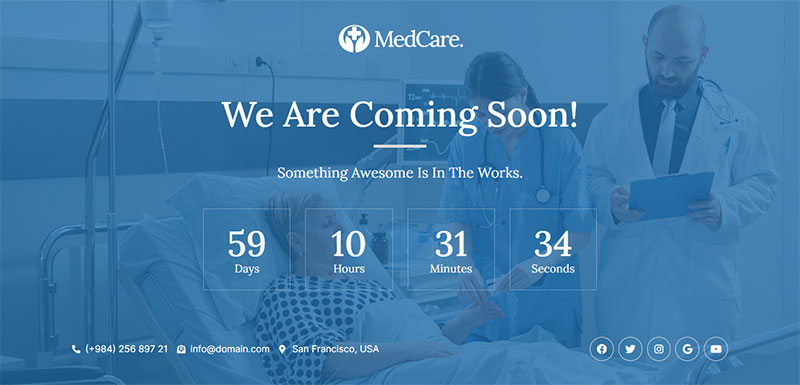 MedCare.
We Are Coming Soon!
Something Awesome Is In The Works.
59 10 31 34
Days Hours Minutes Seconds
(+984) 256 897 21 info@domain.com San Francisco, USA